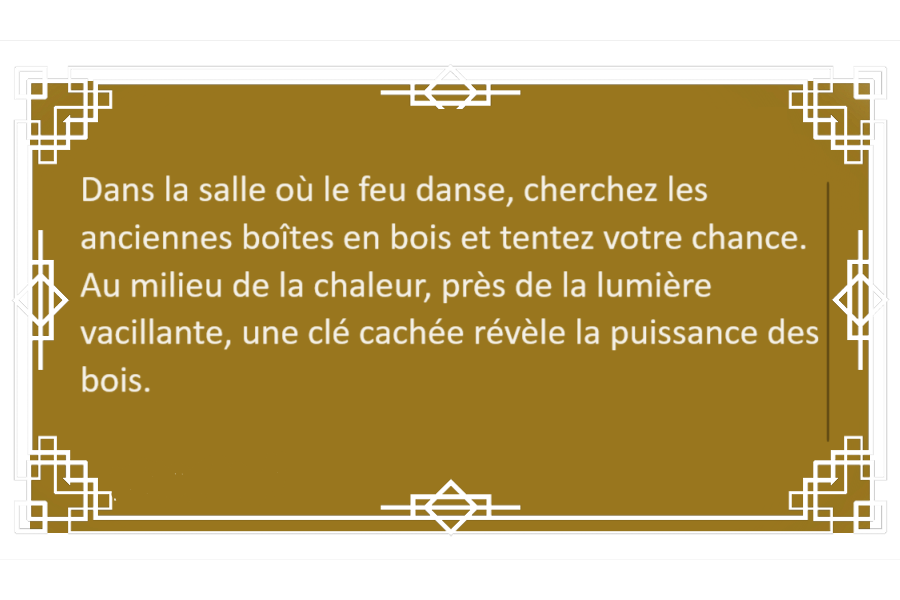 Dans la salle où le feu danse, cherchez les
anciennes boîtes en bois et tentez votre chance.
Au milieu de la chaleur, près de la lumière
vacillante, une clé cachée révèle la puissance des
bois.